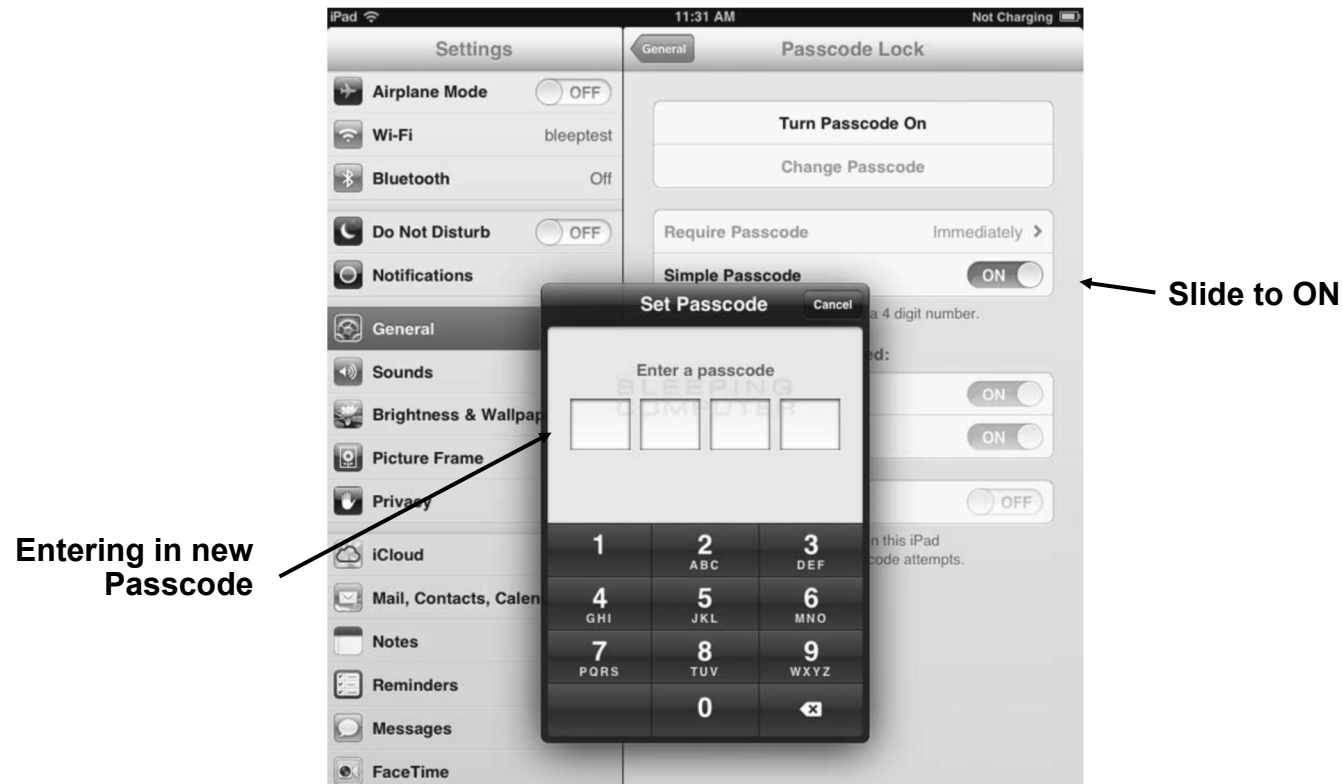 iPad
11:31 AM
Not Charging
Settings
General
Passcode Lock
Airplane Mode OFF
Wi-Fi bleeptest
Bluetooth Off
Do Not Disturb OFF
Notifications
General
Sounds
Brightness & Wallpap
Picture Frame
Privacy
iCloud
Mail, Contacts, Calen
Notes
Reminders
Messages
FaceTime
Turn Passcode On
Change Passcode
Require Passcode Immediately
Simple Passcode ON
a 4 digit number.
ed:
ON
ON
OFF
n this iPad
code attempts.
Set Passcode Cancel
Enter a passcode
BLEEPING
COMPUTER
1 2 3
ABC DEF
4 5 6
GHI JKL MNO
7 8 9
PQRS TUV WXYZ
0
Slide to ON
Entering in new
Passcode